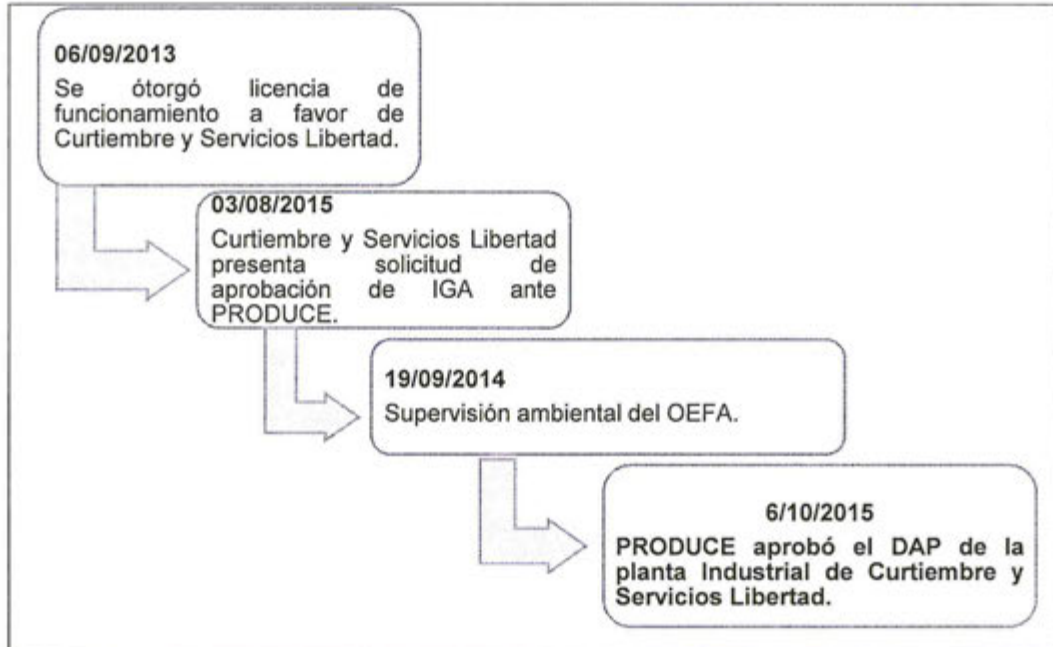 06/09/2013
Se ótorgó licencia de
funcionamiento a favor de
Curtiembre y Servicios Libertad.
03/08/2015
Curtiembre y Servicios Libertad
presenta solicitud de
aprobación de IGA ante
PRODUCE.
19/09/2014
Supervisión ambiental del OEFA.
6/10/2015
PRODUCE aprobó el DAP de la
planta Industrial de Curtiembre y
Servicios Libertad.